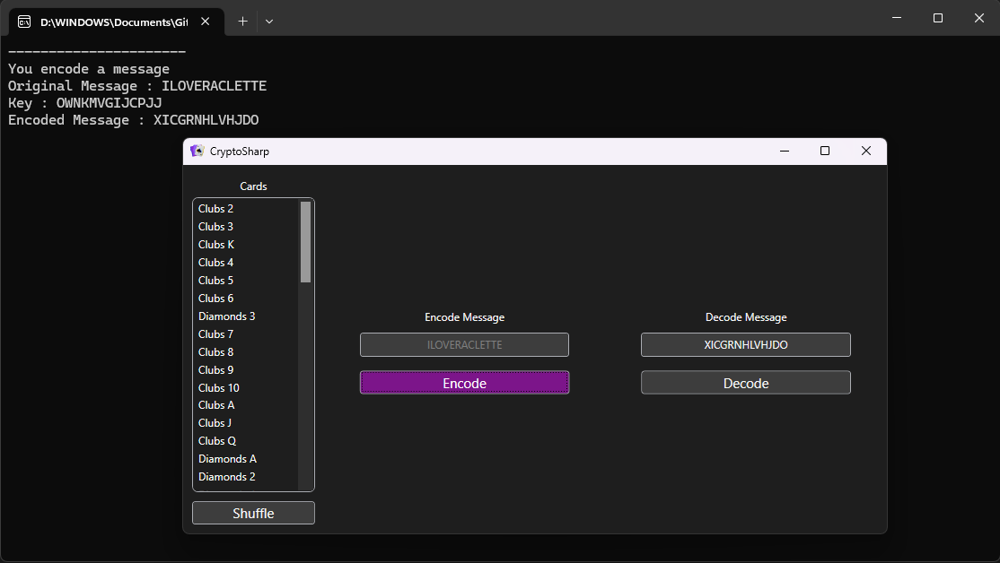 D:\WINDOWS\Documents\Git
----------------------
You encode a message
Original Message : ILOVERACLETTE
Key : OWNKMVGIJCPJJ
Encoded Message : XICGRNHLVHJDO
CryptoSharp
Cards
Clubs 2
Clubs 3
Clubs K
Clubs 4
Clubs 5
Clubs 6
Diamonds 3
Clubs 7
Clubs 8
Clubs 9
Clubs 10
Clubs A
Clubs J
Clubs Q
Diamonds A
Diamonds 2
Shuffle
Encode Message
ILOVERACLETTE
Encode
Decode Message
XICGRNHLVHJDO
Decode